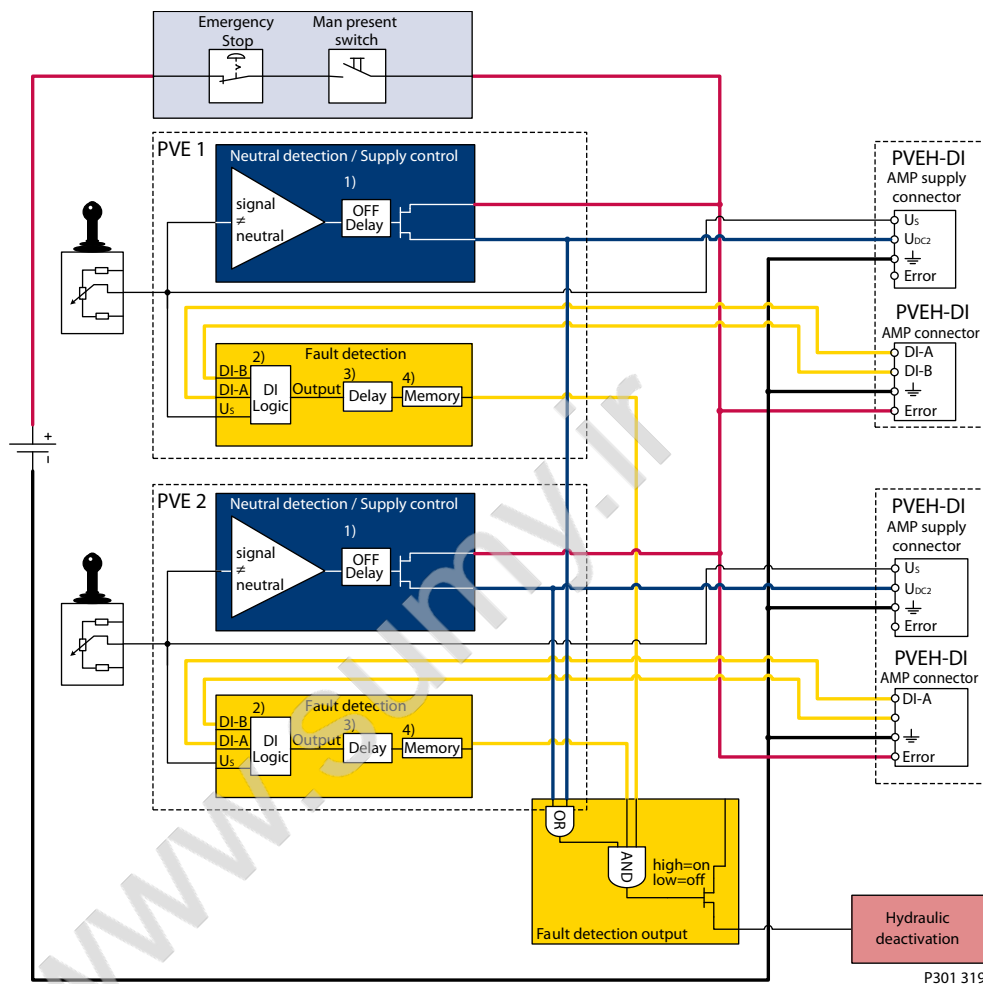 Emergency
Stop
Man present
switch
PVE 1
Neutral detection / Supply control
1)
signal
≠
neutral
OFF
Delay
Fault detection
2)
3)
4)
DI-B
DI-A
Us
DI
Logic
Output
Delay
Memory
PVEH-DI
AMP supply
connector
Us
UDC2
Error
PVEH-DI
AMP connector
DI-A
DI-B
Error
+
-
PVE 2
Neutral detection / Supply control
1)
signal
≠
neutral
OFF
Delay
Fault detection
2)
3)
4)
DI-B
DI-A
Us
DI
Logic
Output
Delay
Memory
PVEH-DI
AMP supply
connector
Us
UDC2
Error
PVEH-DI
AMP connector
DI-A
Error
OR
AND
high=on
low=off
Fault detection output
Hydraulic
deactivation
P301 319
www.sumy.ir